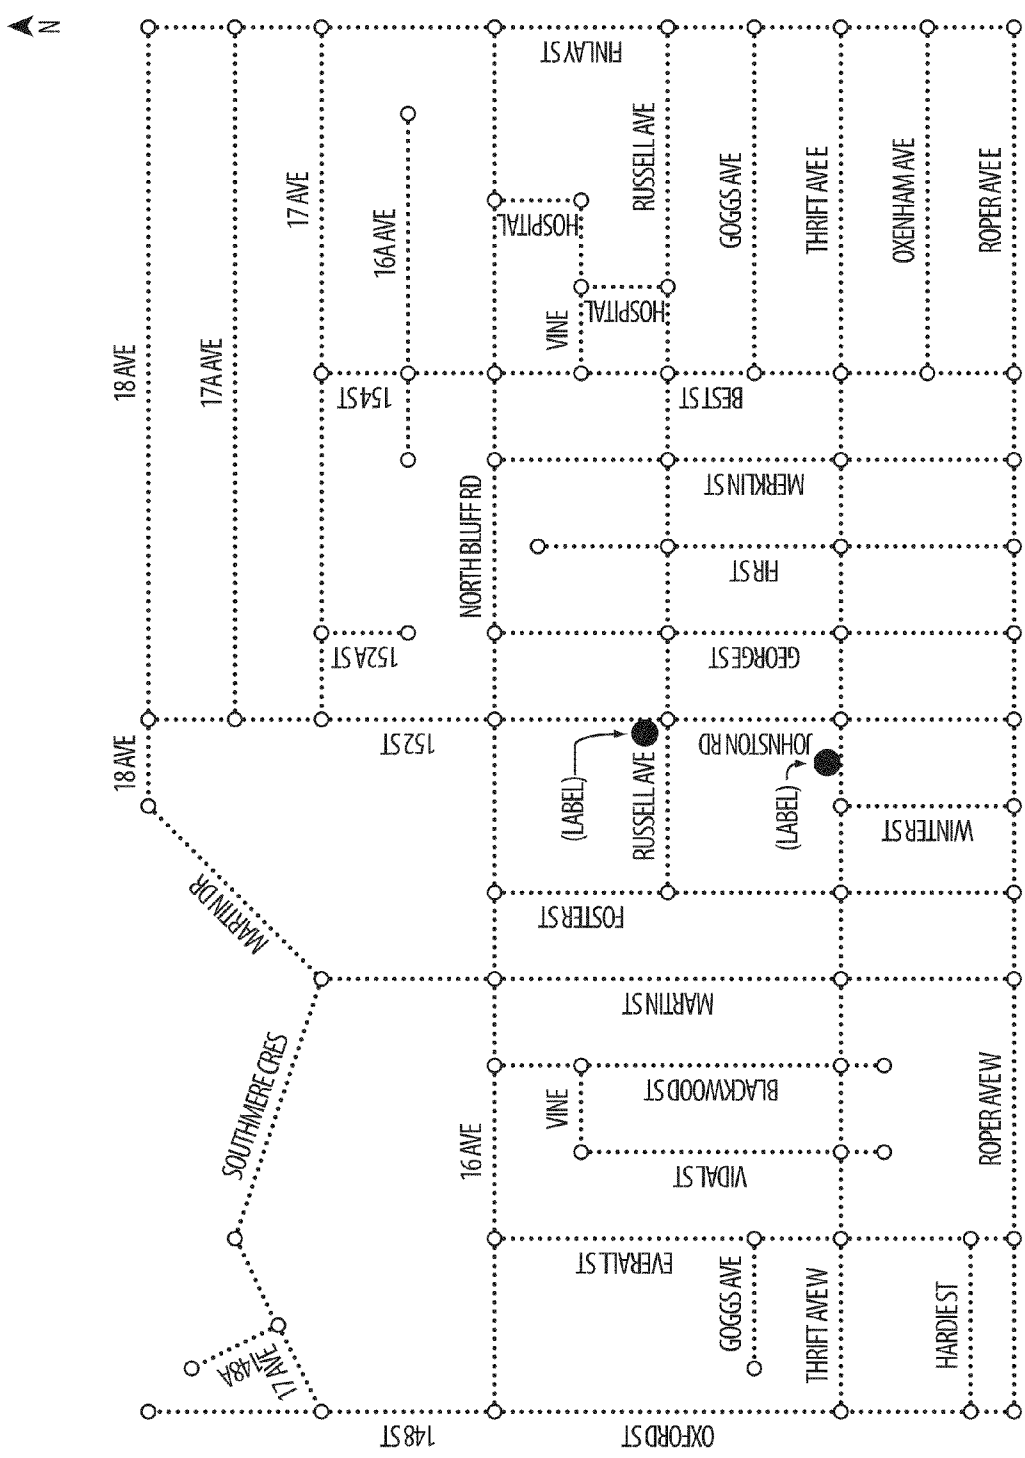 N
FINLAY ST
RUSSELL AVE
GOGGS AVE
THRIFT AVE E
OXENHAM AVE
ROPER AVE E
17 AVE
16A AVE
HOSPITAL
HOSPITAL
VINE
18 AVE
17A AVE
154 ST
BEST ST
MERKLIN ST
NORTH BLUFF RD
FIR ST
152A ST
GEORGE ST
18 AVE
152 ST
(LABEL)
RUSSELL AVE
JOHNSTON RD
(LABEL)
WINTER ST
MARTIN DR
FOSTER ST
MARTIN ST
SOUTHMERE CRES
VINE
BLACKWOOD ST
16 AVE
VIDAL ST
ROPER AVE W
EVERALL ST
GOGGS AVE
THRIFT AVE W
HARDIE ST
148A
17 AVE
148 ST
OXFORD ST